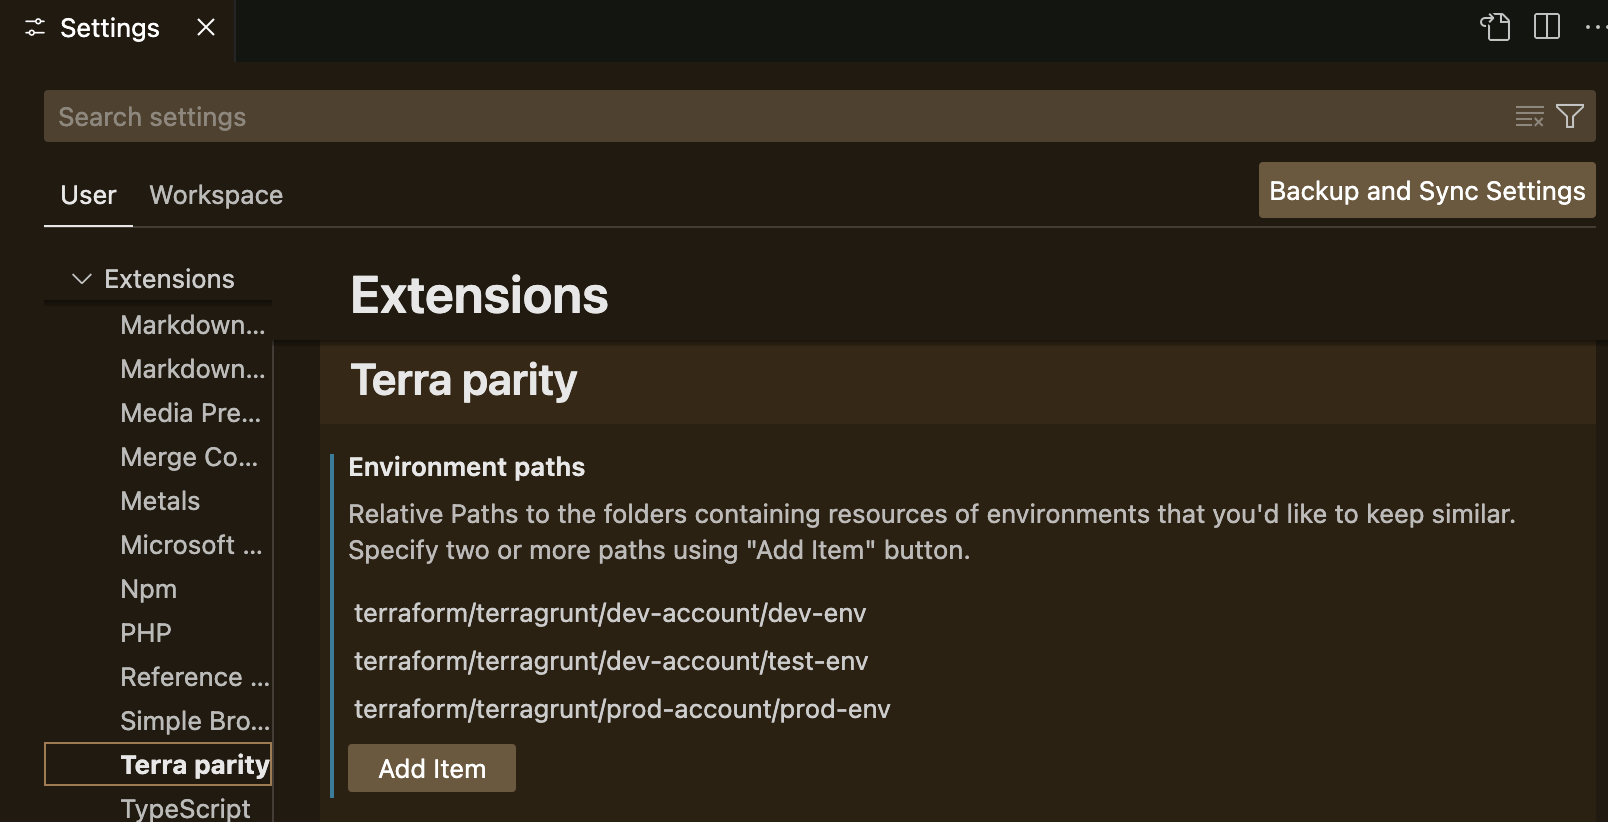 Settings
Search settings
User Workspace
Backup and Sync Settings
Extensions
Markdown...
Markdown...
Media Pre...
Merge Co...
Metals
Microsoft ...
Npm
PHP
Reference ...
Simple Bro...
Terra parity
TypeScript
Extensions
Terra parity
Environment paths
Relative Paths to the folders containing resources of environments that you'd like to keep similar.
Specify two or more paths using "Add Item" button.
terraform/terragrunt/dev-account/dev-env
terraform/terragrunt/dev-account/test-env
terraform/terragrunt/prod-account/prod-env
Add Item